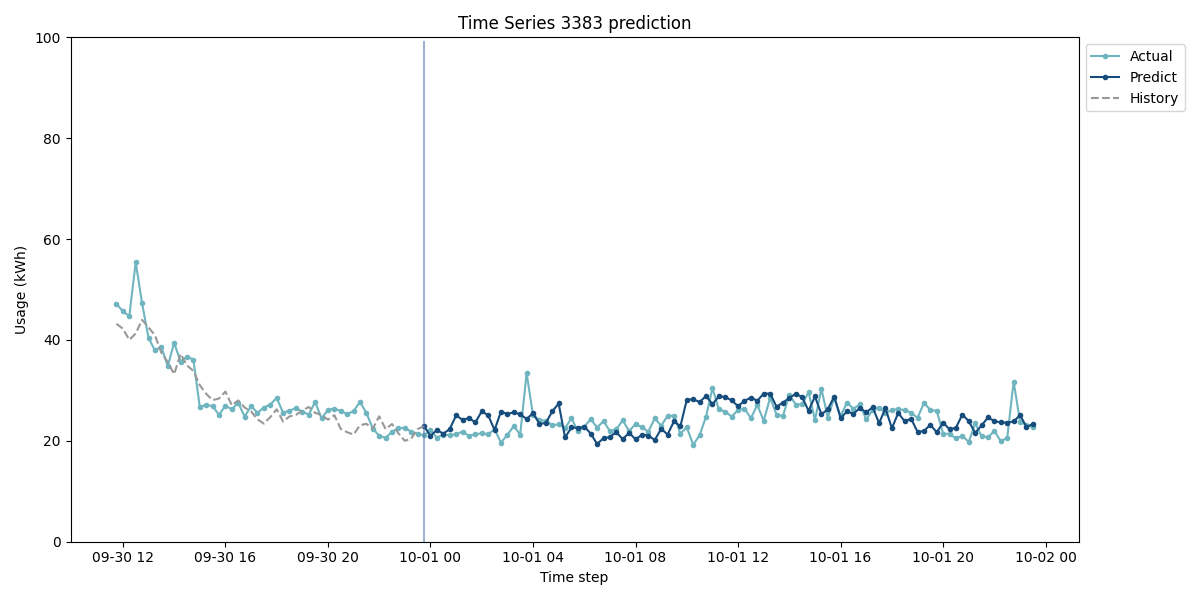 Time Series 3383 prediction
Usage (kWh)
100
80
60
40
20
0
09-30 12
09-30 16
09-30 20
10-01 00
10-01 04
10-01 08
10-01 12
10-01 16
10-01 20
10-02 00
Time step
Actual
Predict
History